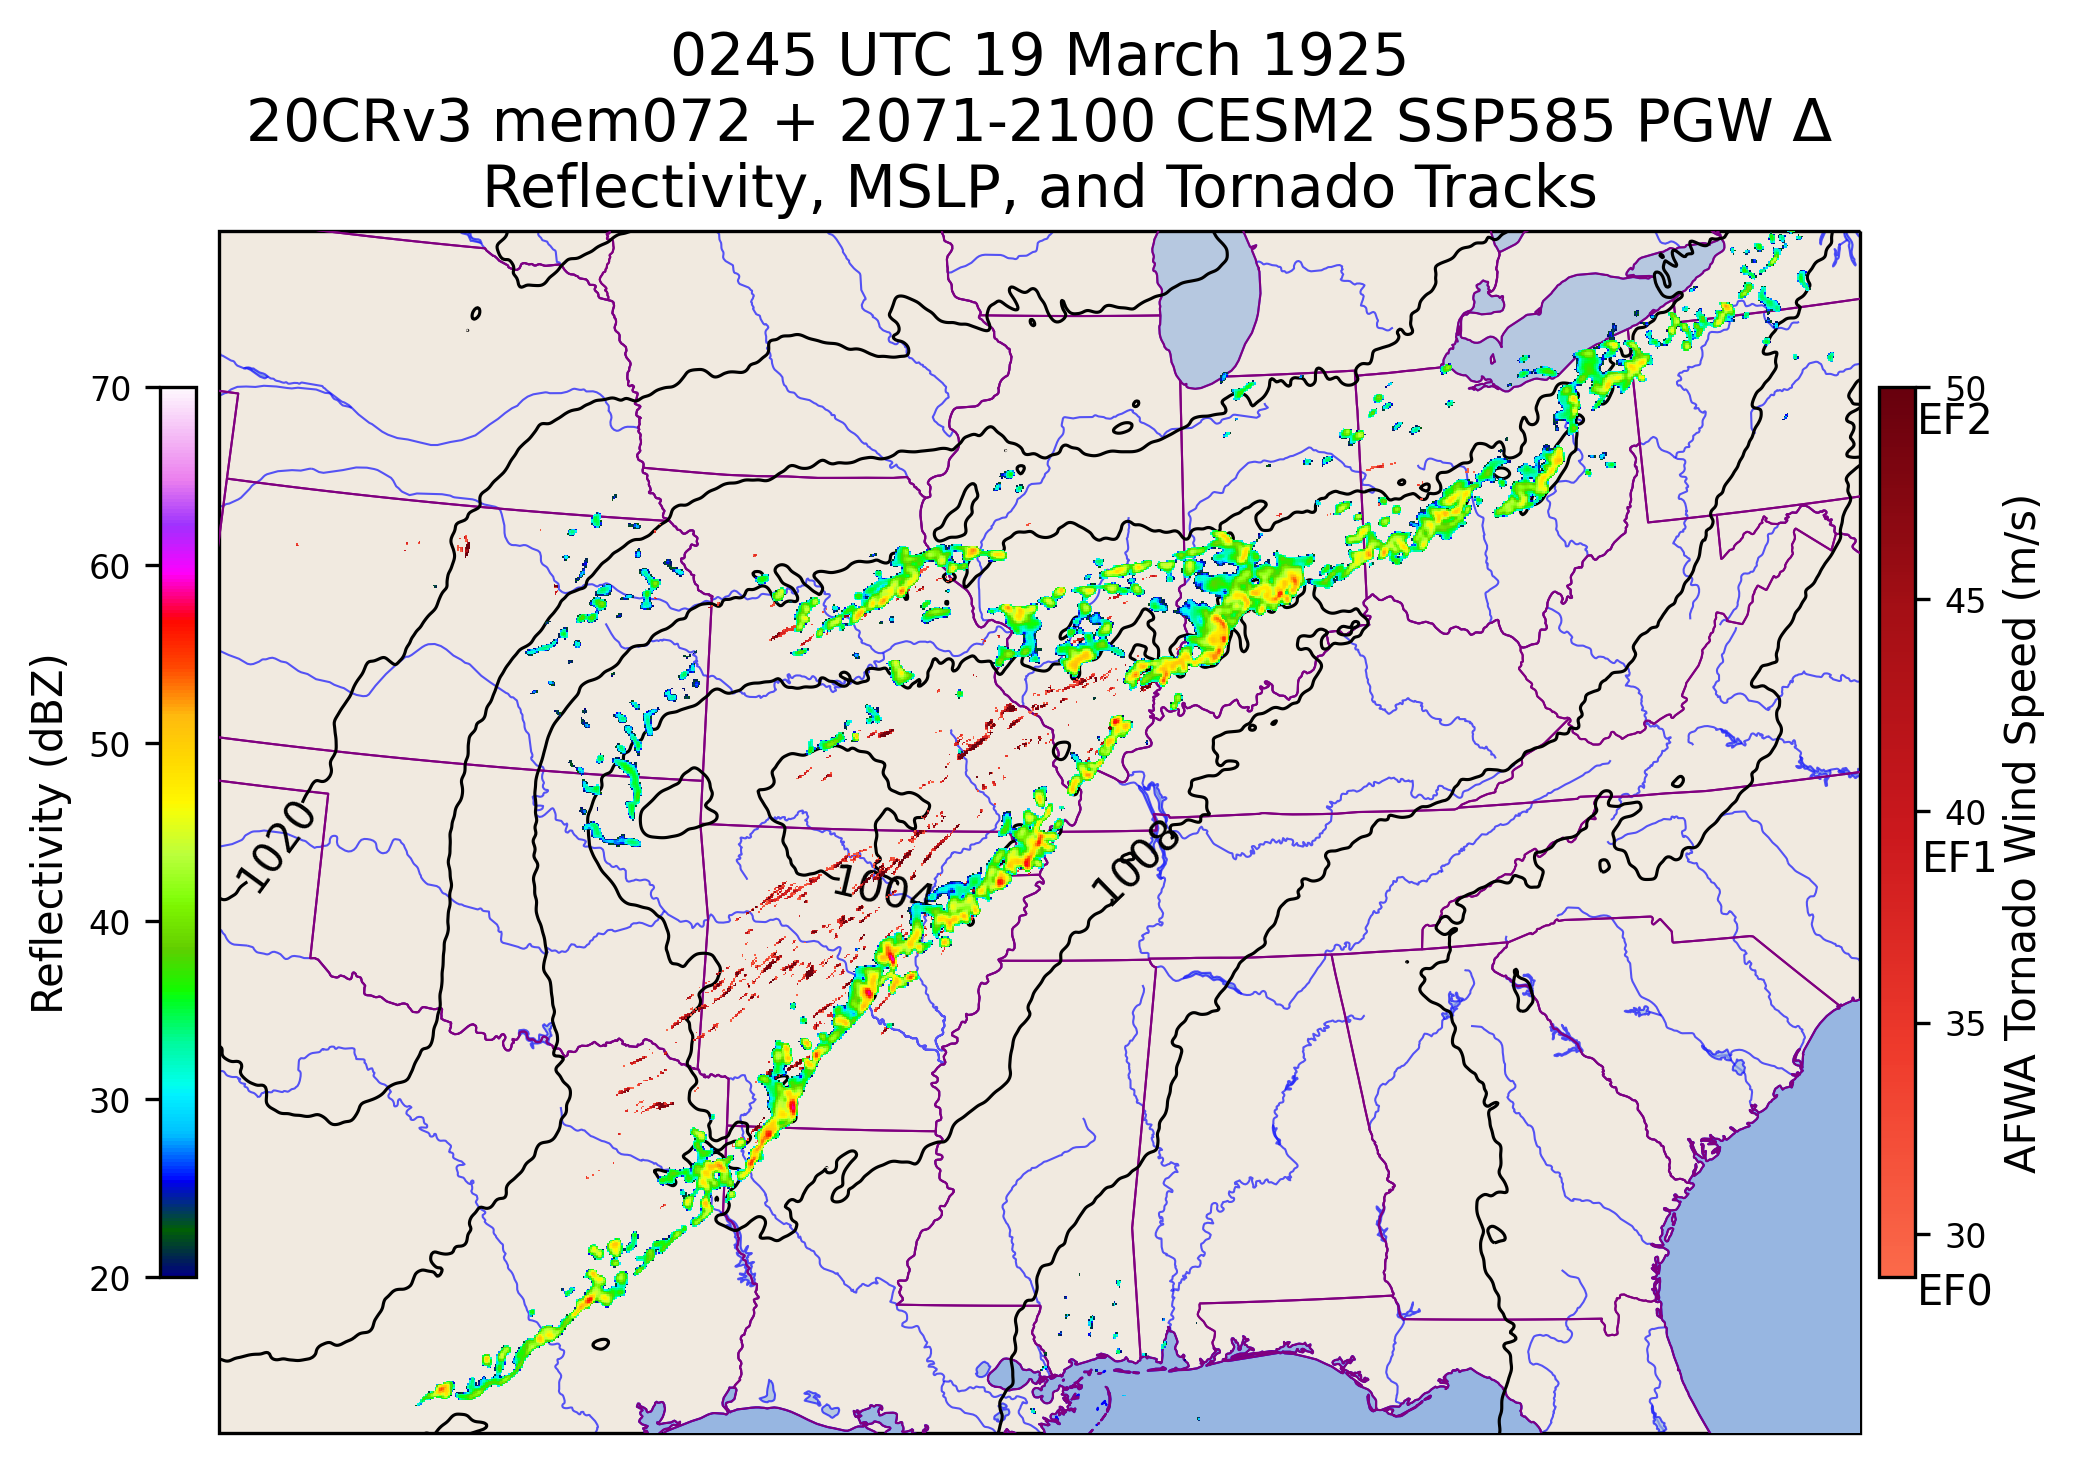 0245 UTC 19 March 1925
20CRv3 mem072 + 2071-2100 CESM2 SSP585 PGW Δ
Reflectivity, MSLP, and Tornado Tracks
70
60
50
40
30
20
Reflectivity (dBZ)
1020
1004
1008
50
EF2
45
40
EF1
35
30
EF0
AFWA Tornado Wind Speed (m/s)